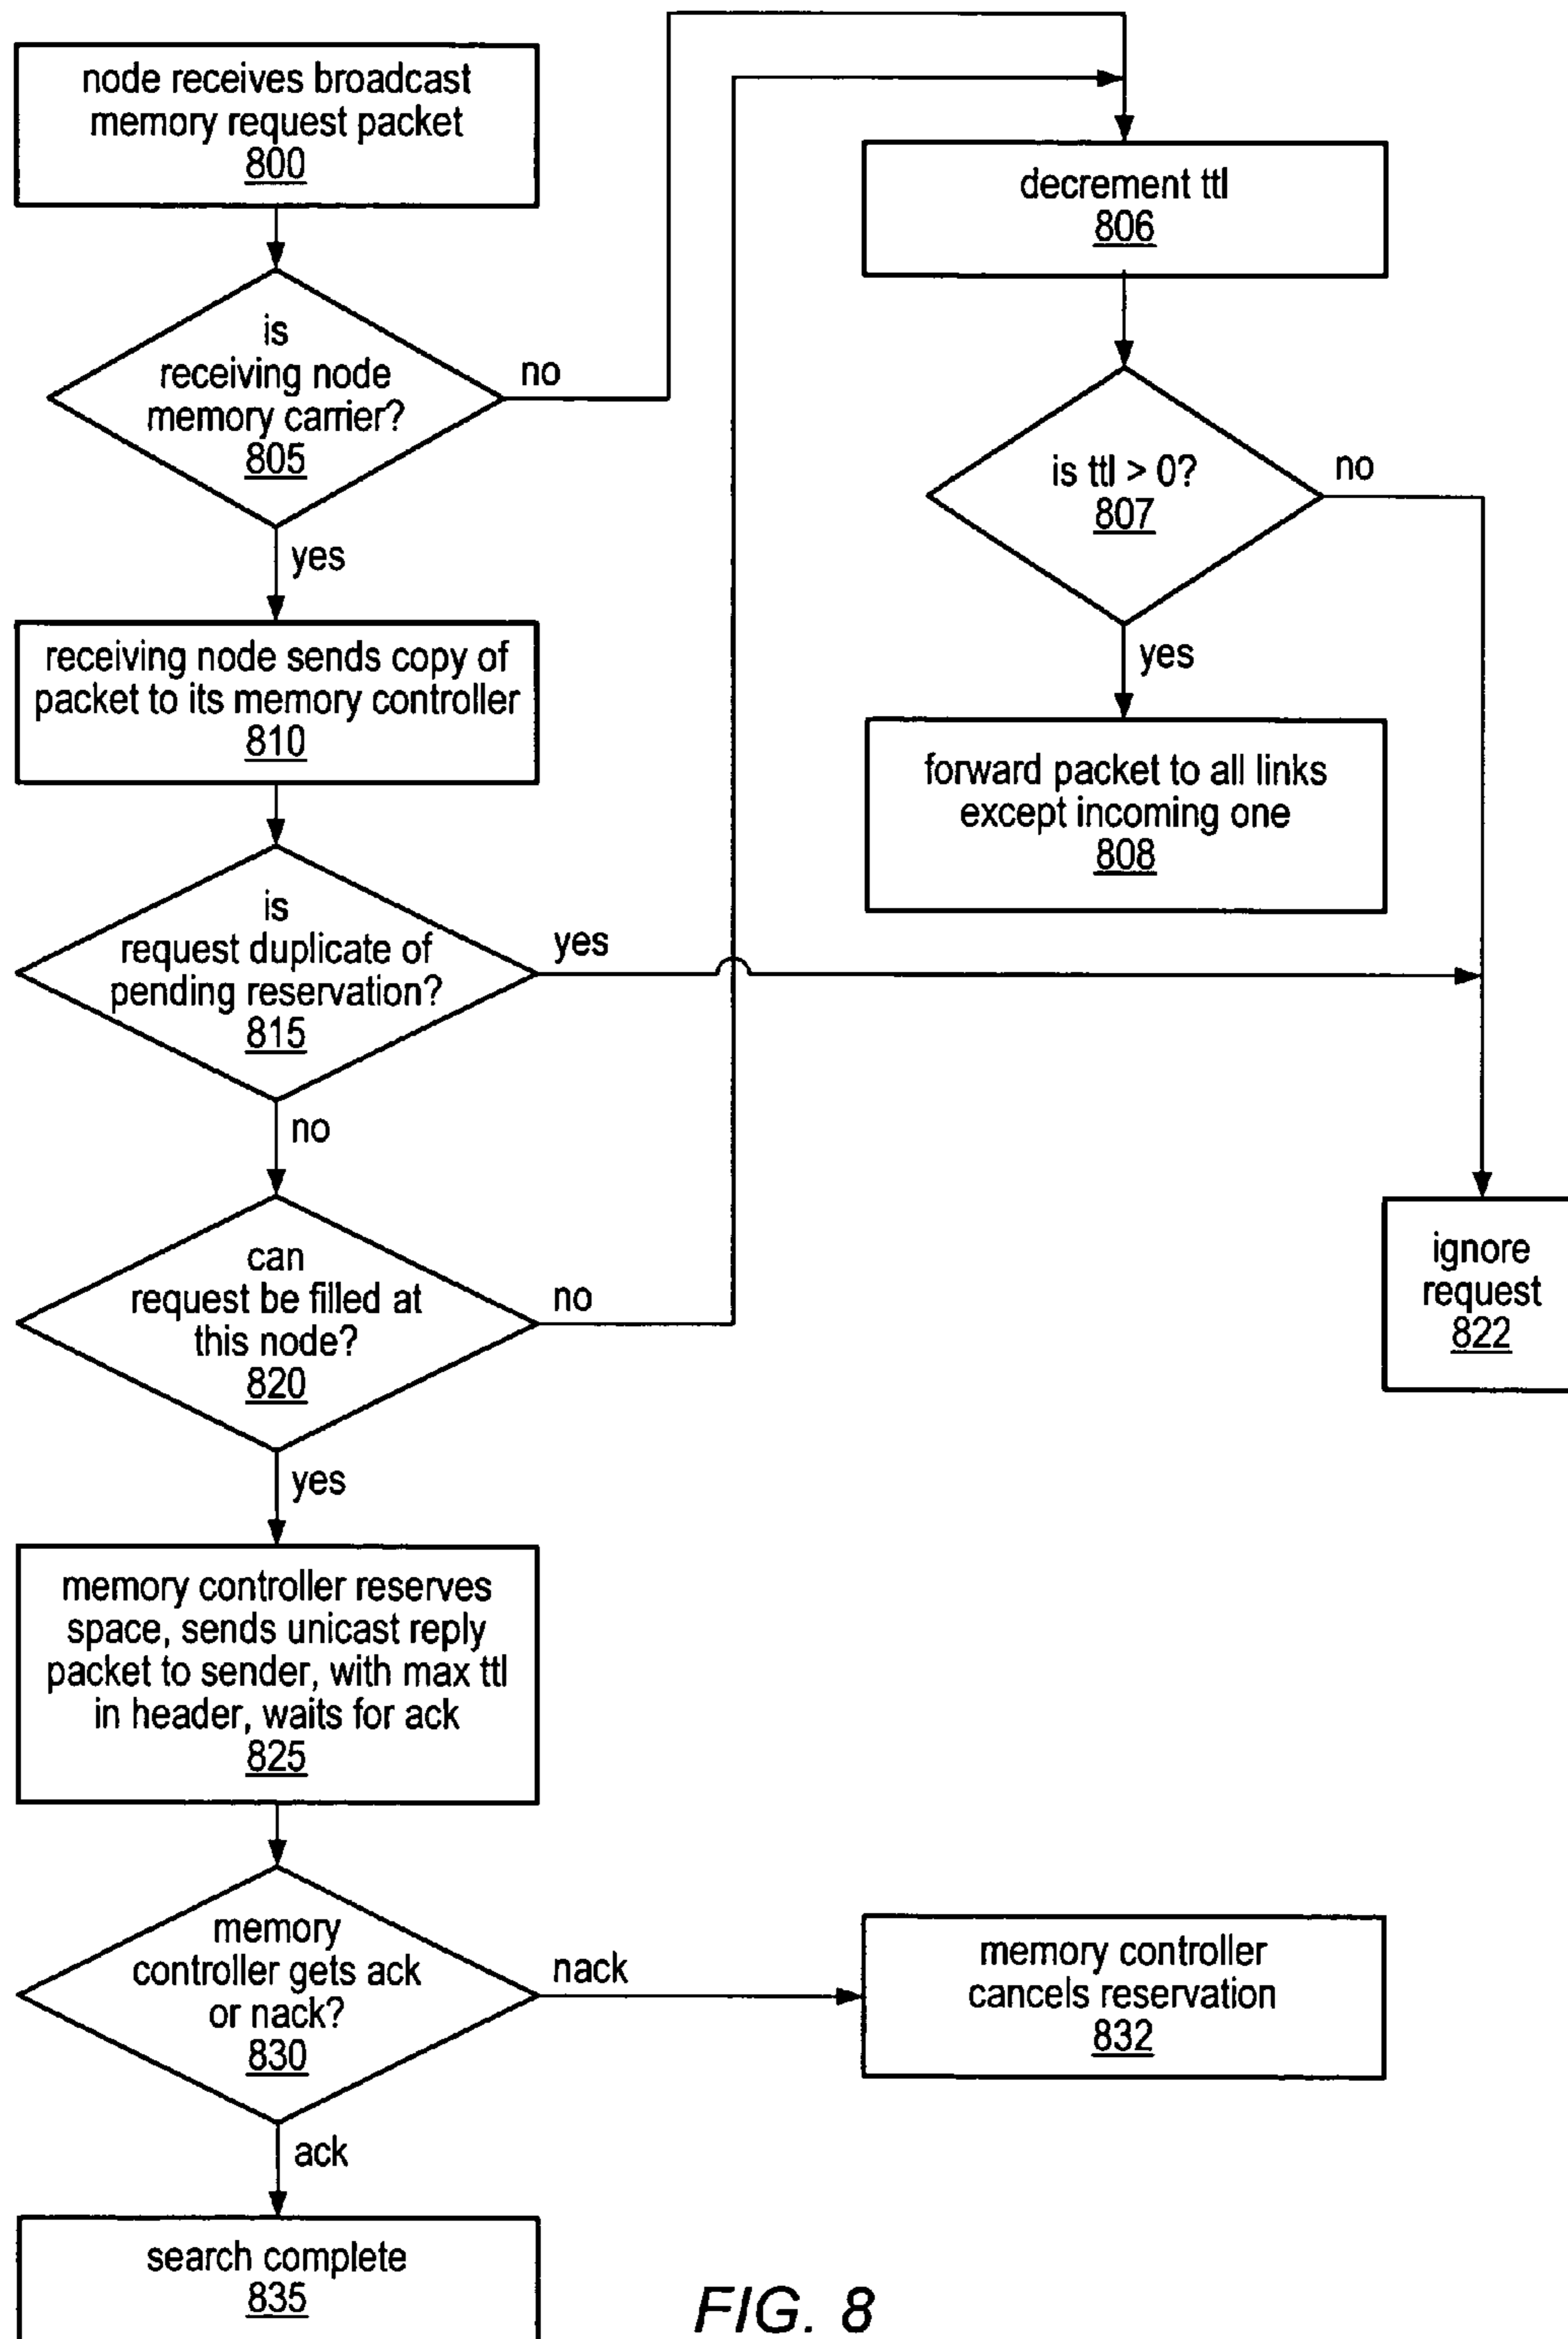 node receives broadcast
memory request packet
800
is
receiving node
memory carrier?
805
no
yes
receiving node sends copy of
packet to its memory controller
810
is
request duplicate of
pending reservation?
815
yes
no
can
request be filled at
this node?
820
no
yes
memory controller reserves
space, sends unicast reply
packet to sender, with max ttl
in header, waits for ack
825
memory
controller gets ack
or nack?
830
nack
ack
search complete
835
decrement ttl
806
is ttl > 0?
807
no
yes
forward packet to all links
except incoming one
808
ignore
request
822
memory controller
cancels reservation
832
FIG. 8